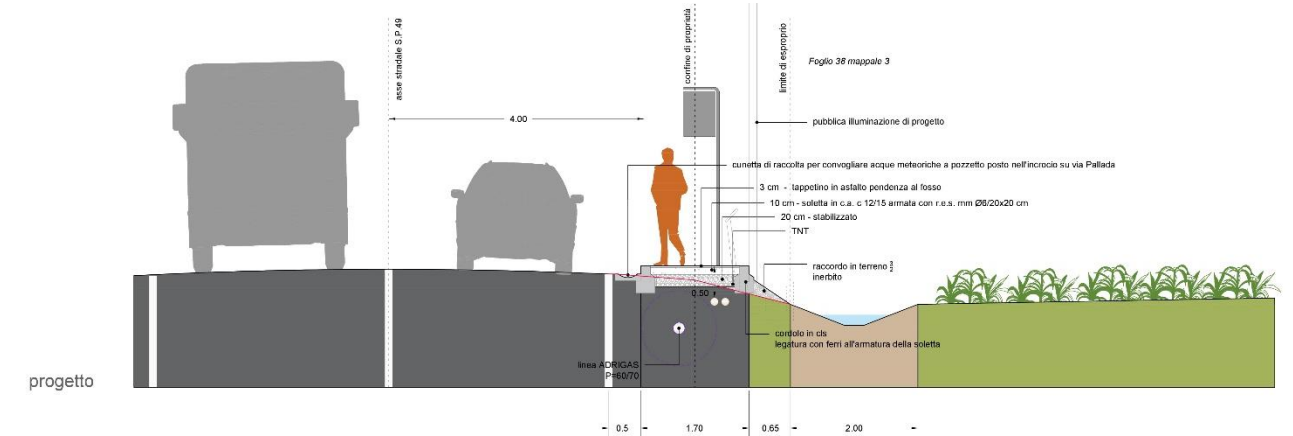 asse stradale S.P.49
confine di proprietà
limite di esproprio
Foglio 38 mappale 3
4.00
pubblica illuminazione di progetto
cunetta di raccolta per convogliare acque meteoriche a pozzetto posto nell'incrocio su via Pallada
3 cm - tappetino in asfalto pendenza al fosso
10 cm - soletta in c.a. c 12/15 armata con r.e.s. mm Ø6/20x20 cm
20 cm - stabilizzato
TNT
raccordo in terreno
inerbito
0.50
cordolo in cls
legatura con ferri all'armatura della soletta
linea ADRIGAS
P=60/70
progetto
0.5
1.70
0.65
2.00